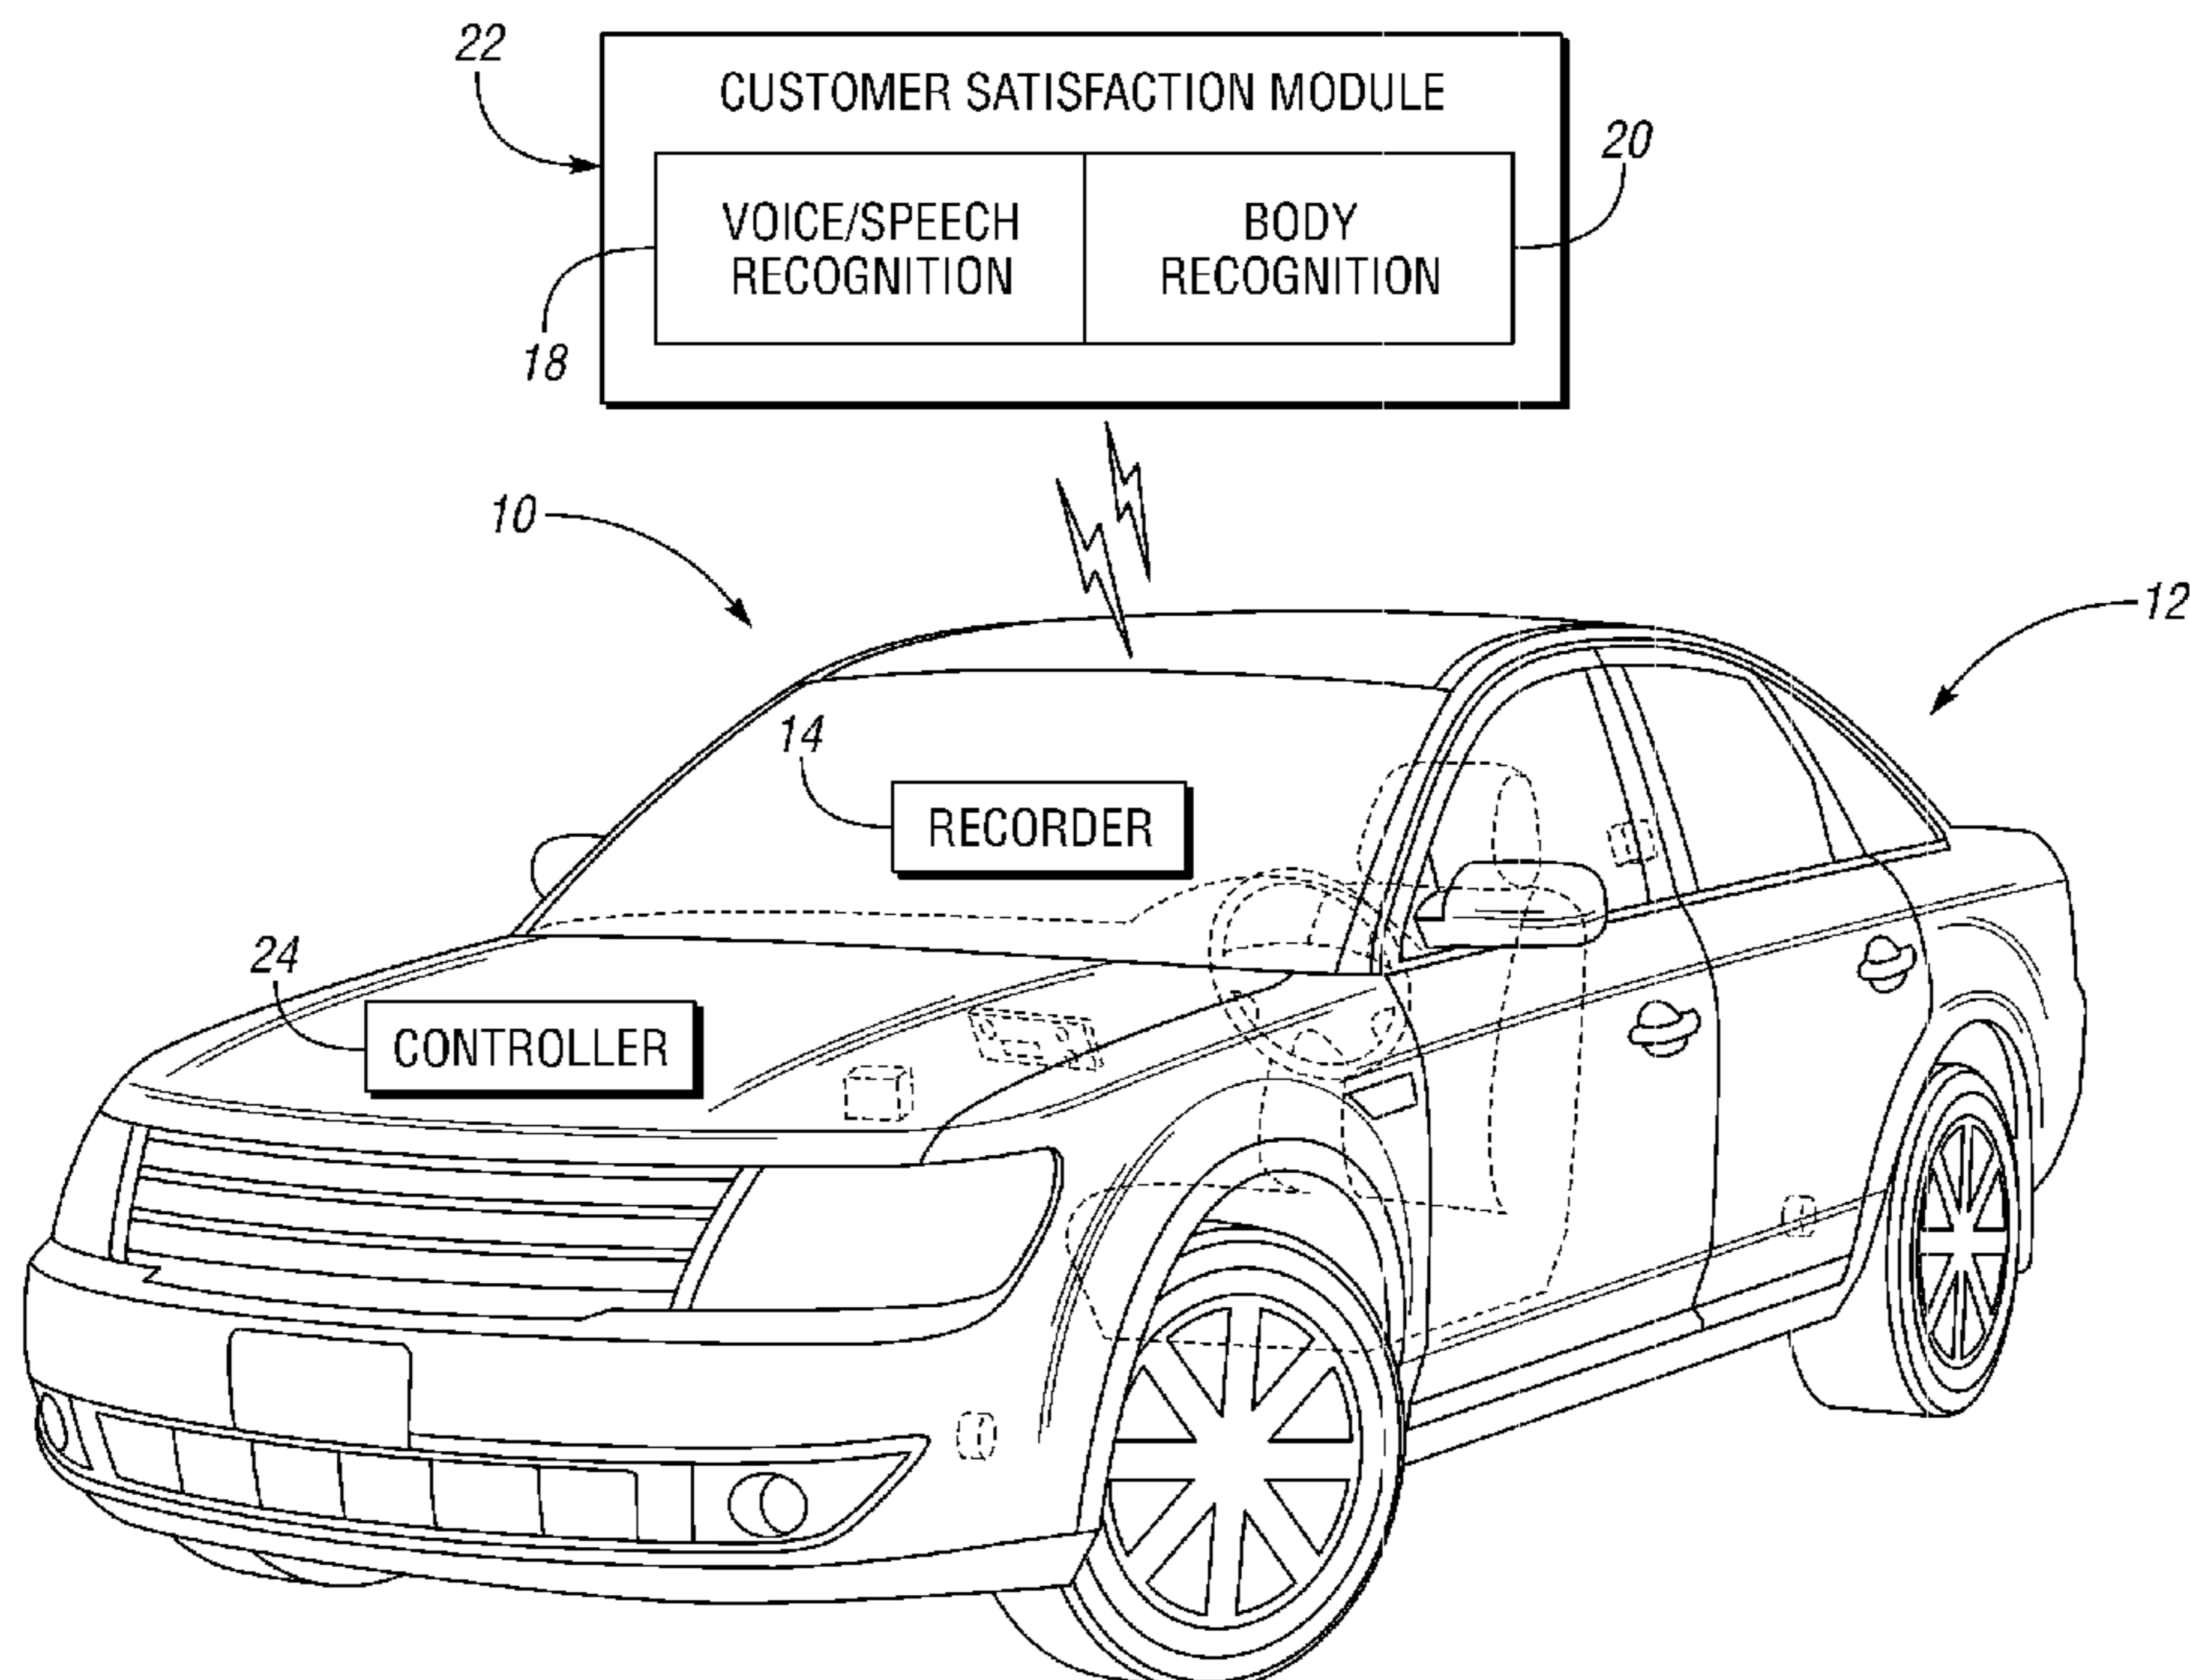 22
CUSTOMER SATISFACTION MODULE
20
VOICE/SPEECH
RECOGNITION
BODY
RECOGNITION
18
10
12
14
RECORDER
24
CONTROLLER